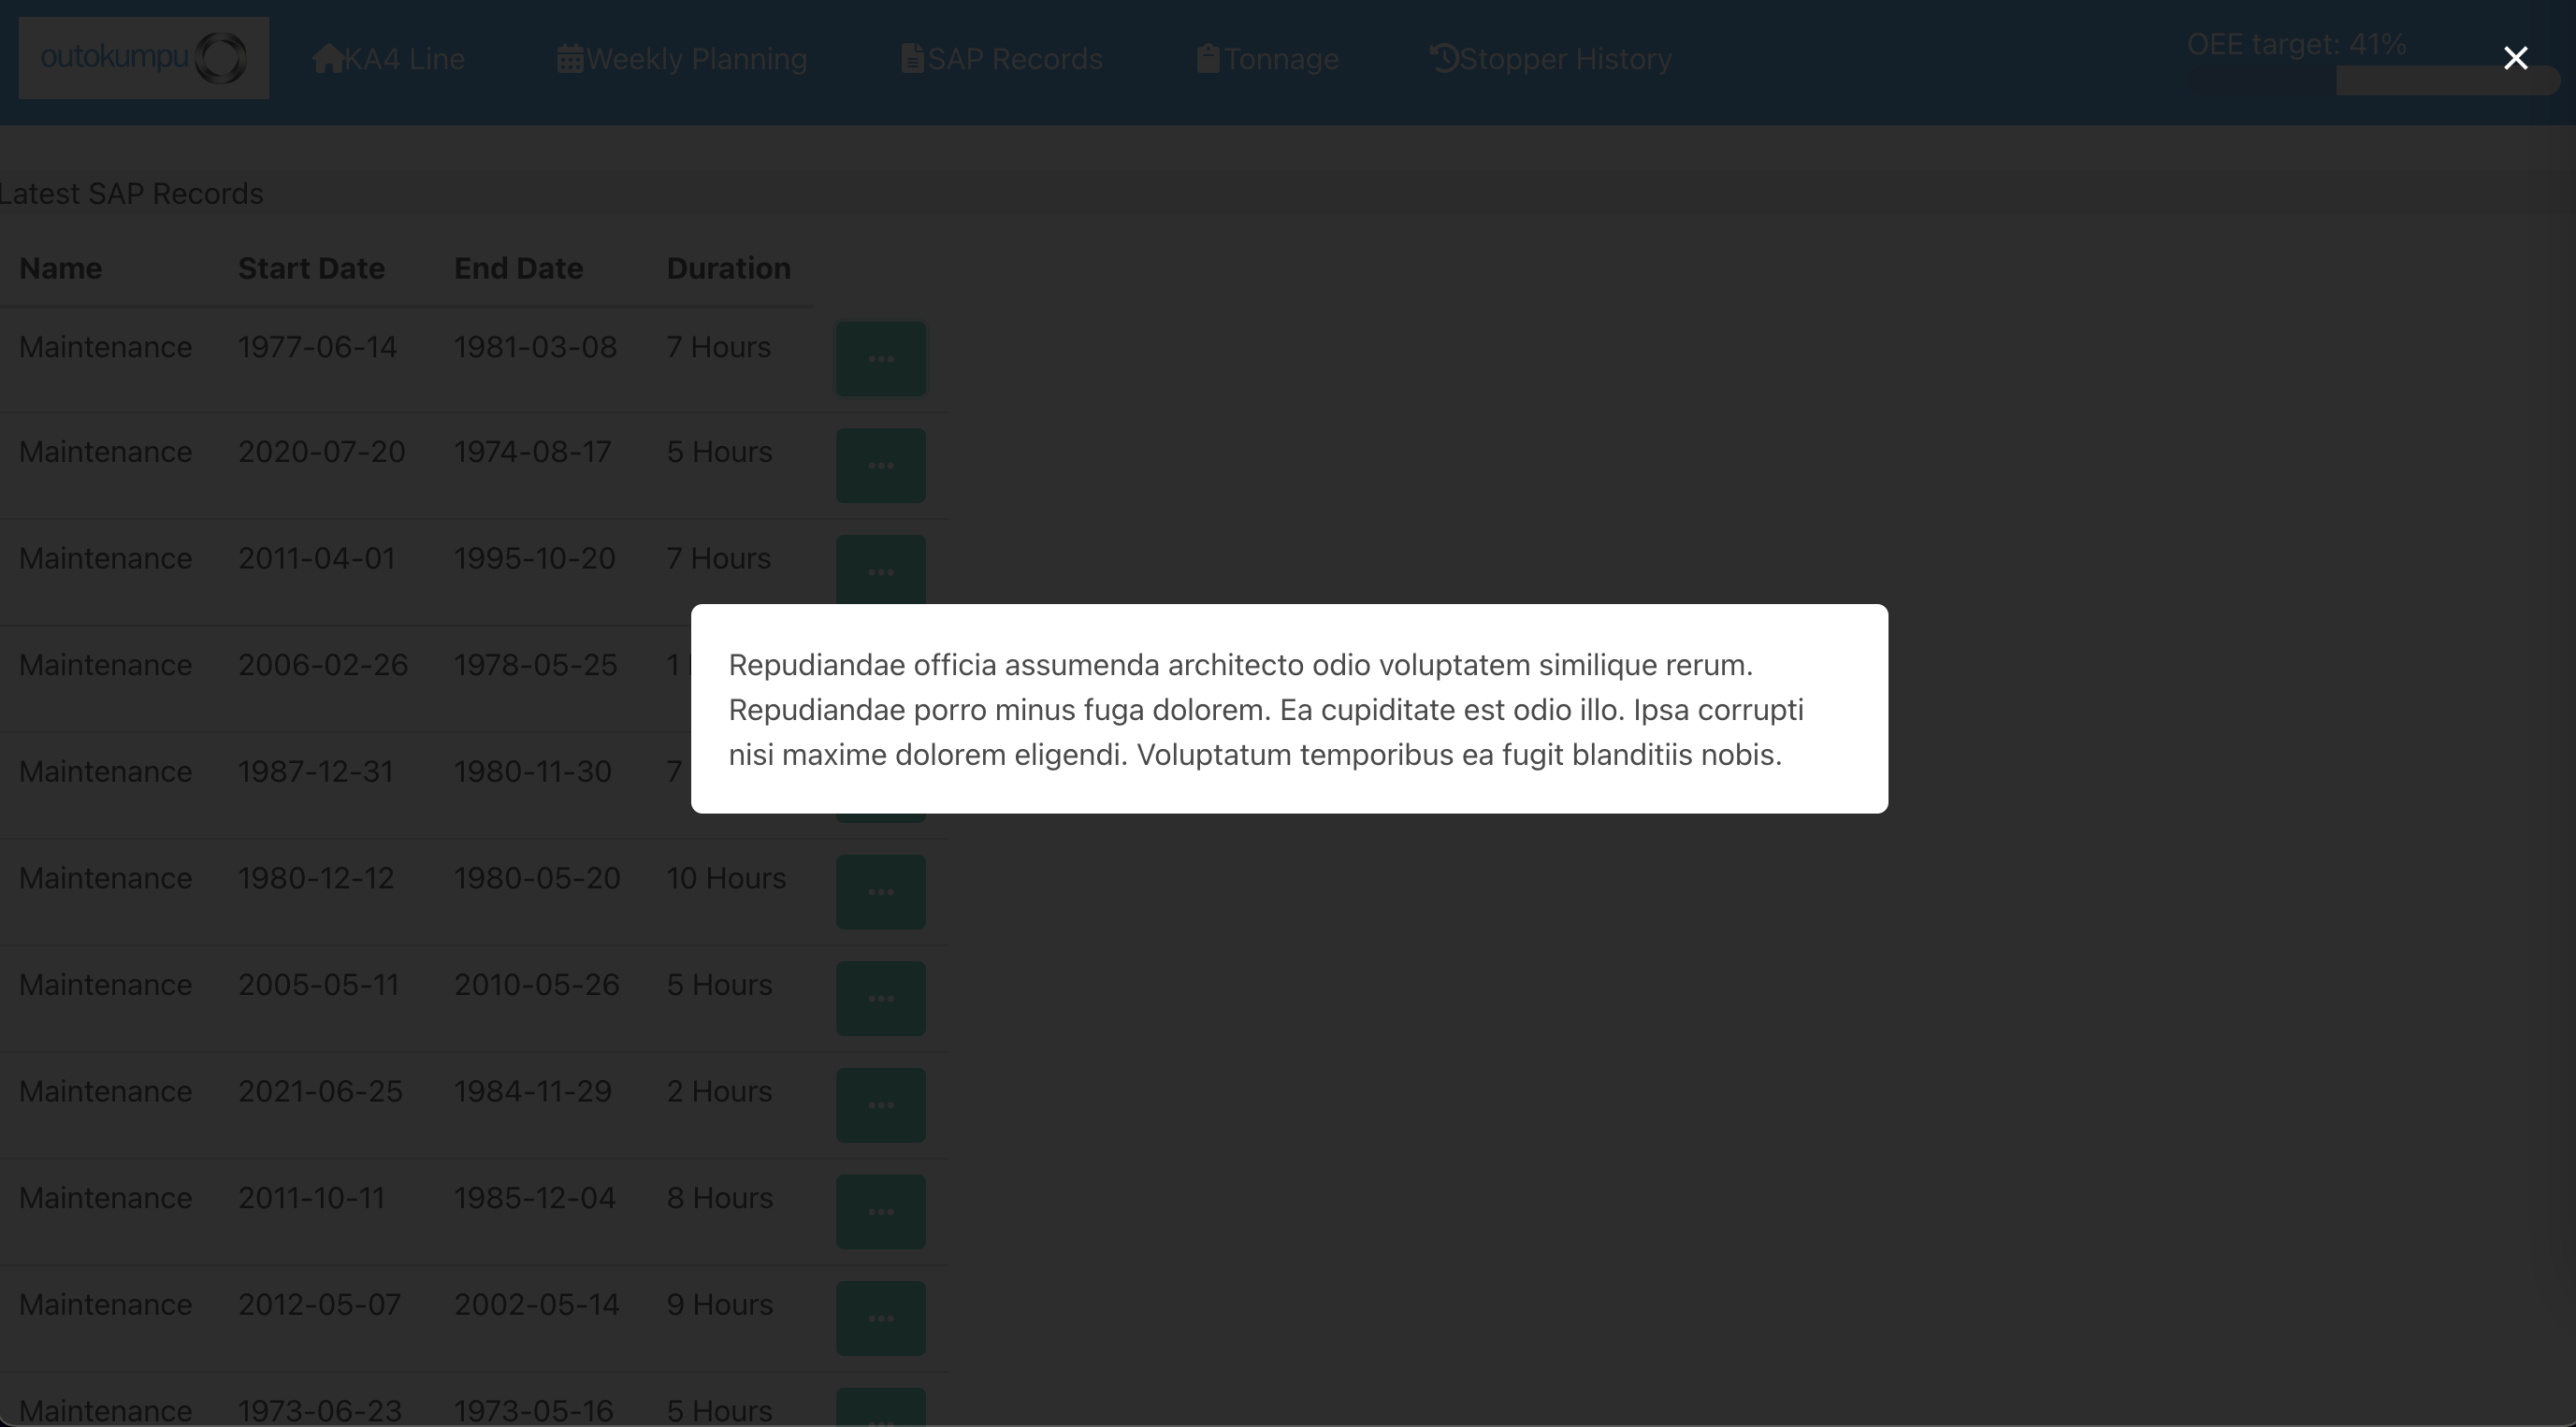 outokumpu
KA4 Line
Weekly Planning
SAP Records
Tonnage
Stopper History
OEE target: 41%
Latest SAP Records
Name Start Date End Date Duration
Maintenance 1977-06-14 1981-03-08 7 Hours ...
Maintenance 2020-07-20 1974-08-17 5 Hours ...
Maintenance 2011-04-01 1995-10-20 7 Hours ...
Maintenance 2006-02-26 1978-05-25 1
Maintenance 1987-12-31 1980-11-30 7
Repudiandae officia assumenda architecto odio voluptatem similique rerum.
Repudiandae porro minus fuga dolorem. Ea cupiditate est odio illo. Ipsa corrupti
nisi maxime dolorem eligendi. Voluptatum temporibus ea fugit blanditiis nobis.
Maintenance 1980-12-12 1980-05-20 10 Hours ...
Maintenance 2005-05-11 2010-05-26 5 Hours ...
Maintenance 2021-06-25 1984-11-29 2 Hours ...
Maintenance 2011-10-11 1985-12-04 8 Hours ...
Maintenance 2012-05-07 2002-05-14 9 Hours ...
Maintenance 1973-06-23 1973-05-16 5 Hours ...